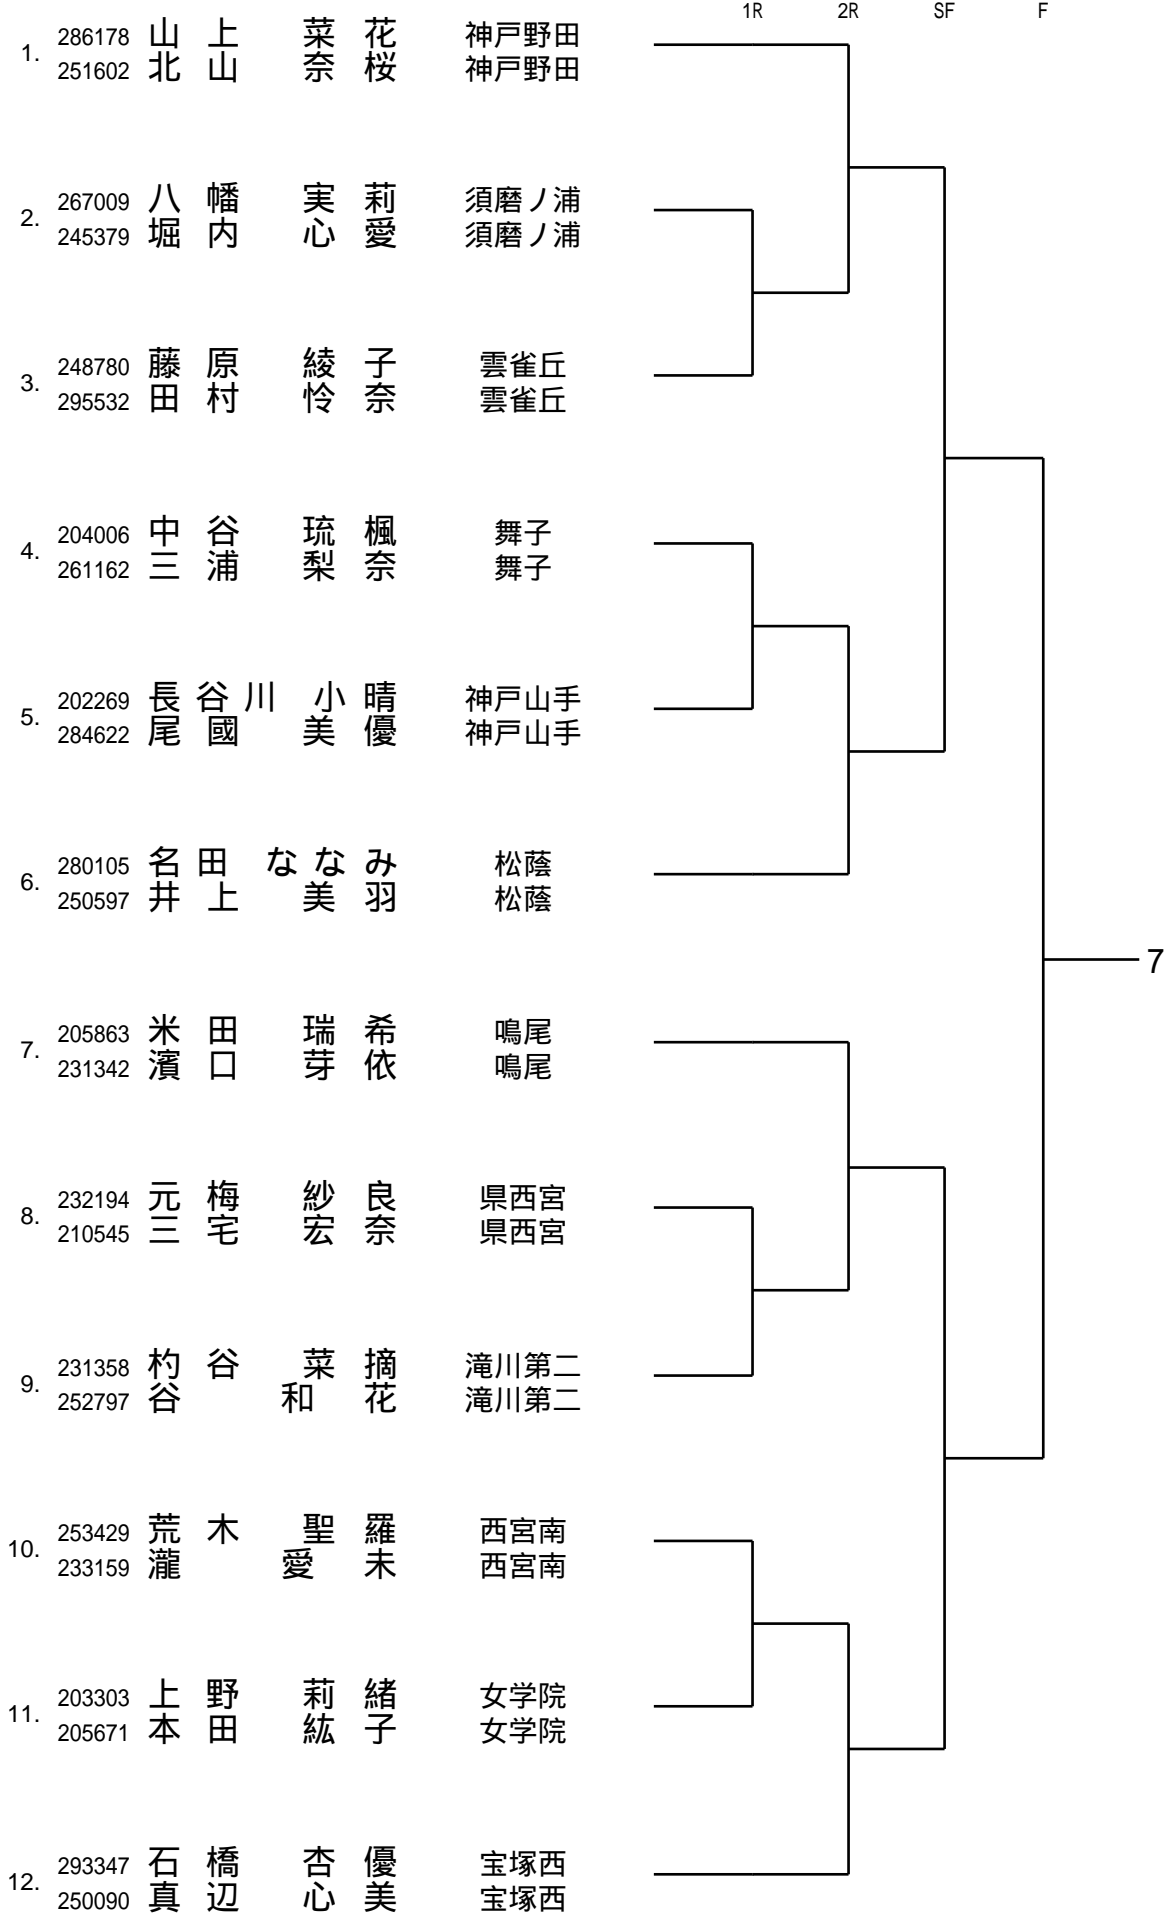 1R 2R SF F
1. 286178 山上 菜花 神戸野田
251602 北山 奈桜 神戸野田
2. 267009 八幡 実莉 須磨ノ浦
245379 堀内 心愛 須磨ノ浦
3. 248780 藤原 綾子 雲雀丘
295532 田村 怜奈 雲雀丘
4. 204006 中谷 琉楓 舞子
261162 三浦 梨奈 舞子
5. 202269 長谷川 小晴 神戸山手
284622 尾國 美優 神戸山手
6. 280105 名田 ななみ 松蔭
250597 井上 美羽 松蔭
7
7. 205863 米田 瑞希 鳴尾
231342 濱口 芽依 鳴尾
8. 232194 元梅 紗良 県西宮
210545 三宅 宏奈 県西宮
9. 231358 杓谷 菜摘 滝川第二
252797 谷 和花 滝川第二
10. 253429 荒木 聖羅 西宮南
233159 瀧 愛未 西宮南
11. 203303 上野 莉緒 女学院
205671 本田 紘子 女学院
12. 293347 石橋 杏優 宝塚西
250090 真辺 心美 宝塚西